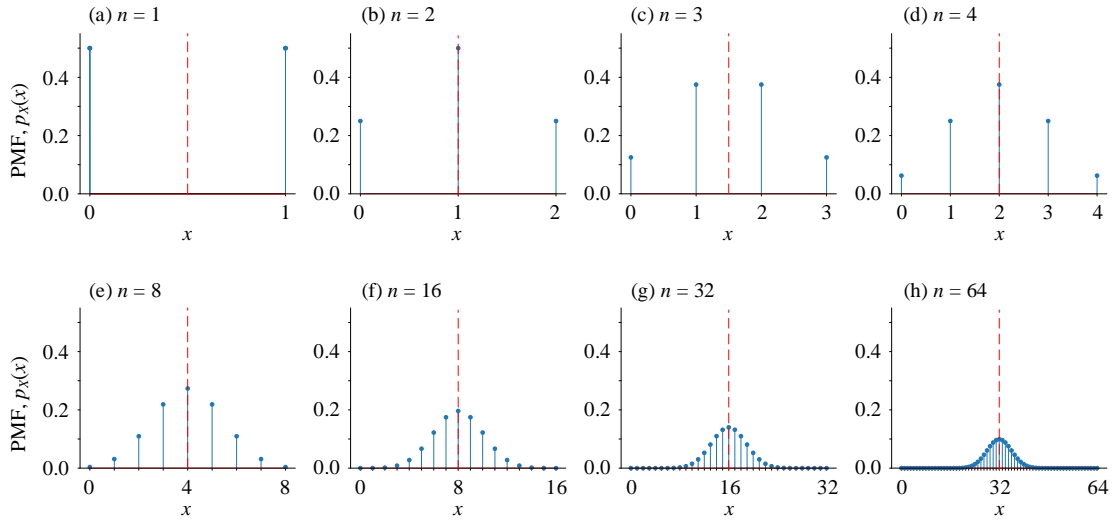 (a) n = 1
(b) n = 2
(c) n = 3
(d) n = 4
PMF, pX(x)
0.4
0.2
0.0
0
1
x
0.4
0.2
0.0
0
1
2
x
0.4
0.2
0.0
0
1
2
3
x
0.4
0.2
0.0
0
1
2
3
4
x
(e) n = 8
(f) n = 16
(g) n = 32
(h) n = 64
PMF, pX(x)
0.4
0.2
0.0
0
4
8
x
0.4
0.2
0.0
0
8
16
x
0.4
0.2
0.0
0
16
32
x
0.4
0.2
0.0
0
32
64
x